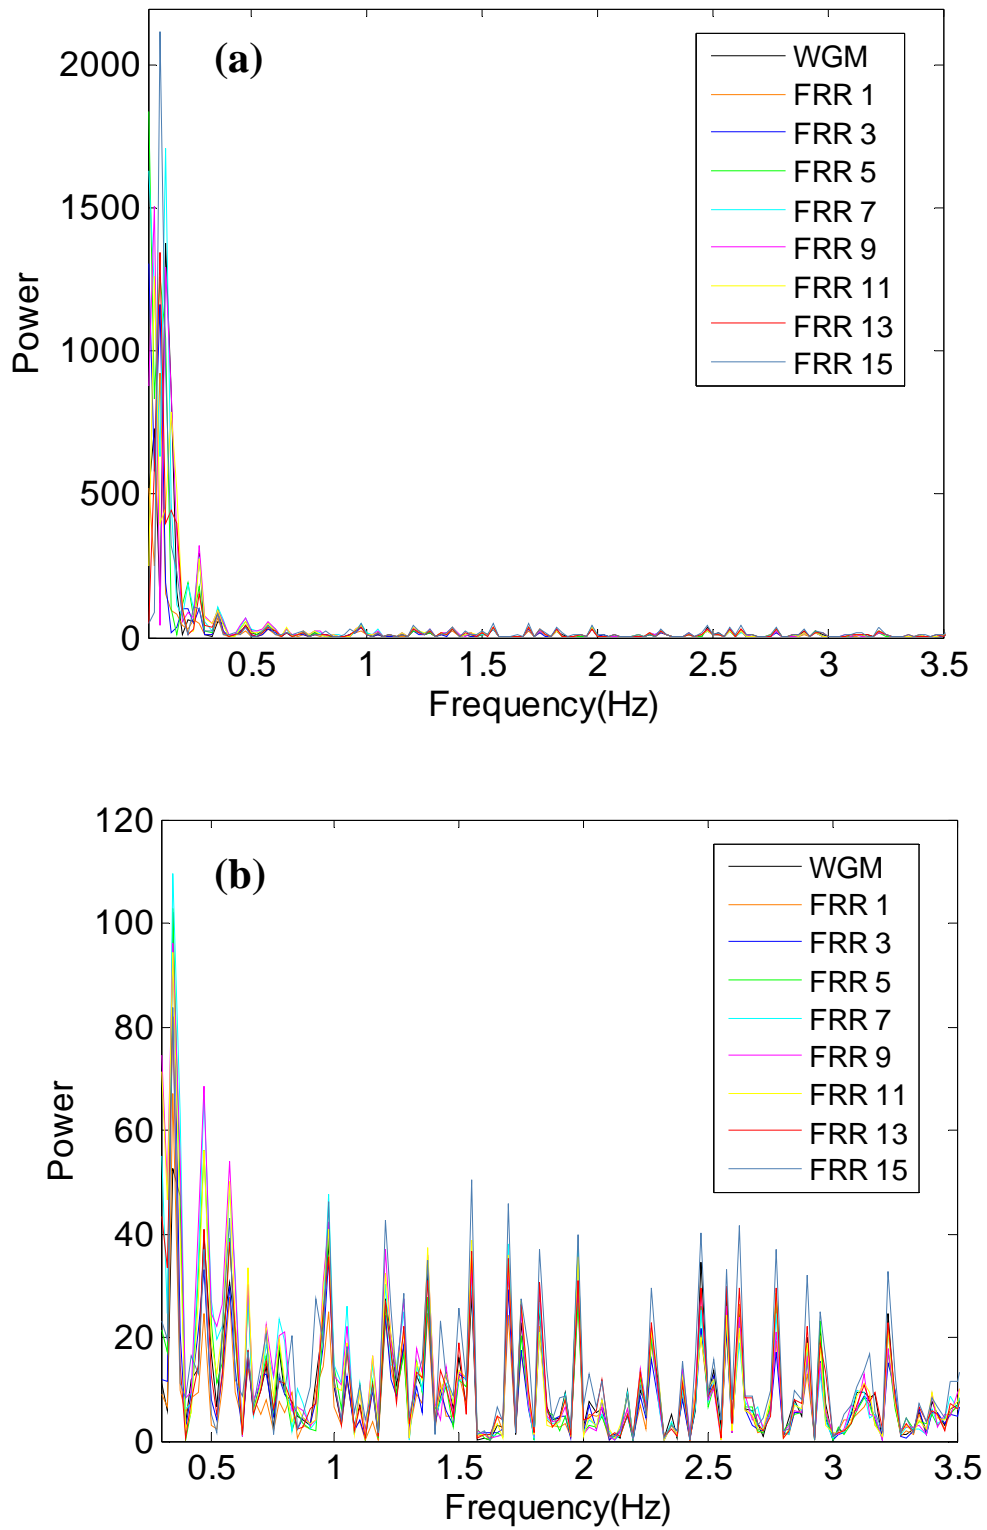 (a)
2000
1500
1000
500
0
Power
0.5
1
1.5
2
2.5
3
3.5
Frequency(Hz)
WGM
FRR 1
FRR 3
FRR 5
FRR 7
FRR 9
FRR 11
FRR 13
FRR 15
(b)
120
100
80
60
40
20
0
Power
0.5
1
1.5
2
2.5
3
3.5
Frequency(Hz)
WGM
FRR 1
FRR 3
FRR 5
FRR 7
FRR 9
FRR 11
FRR 13
FRR 15